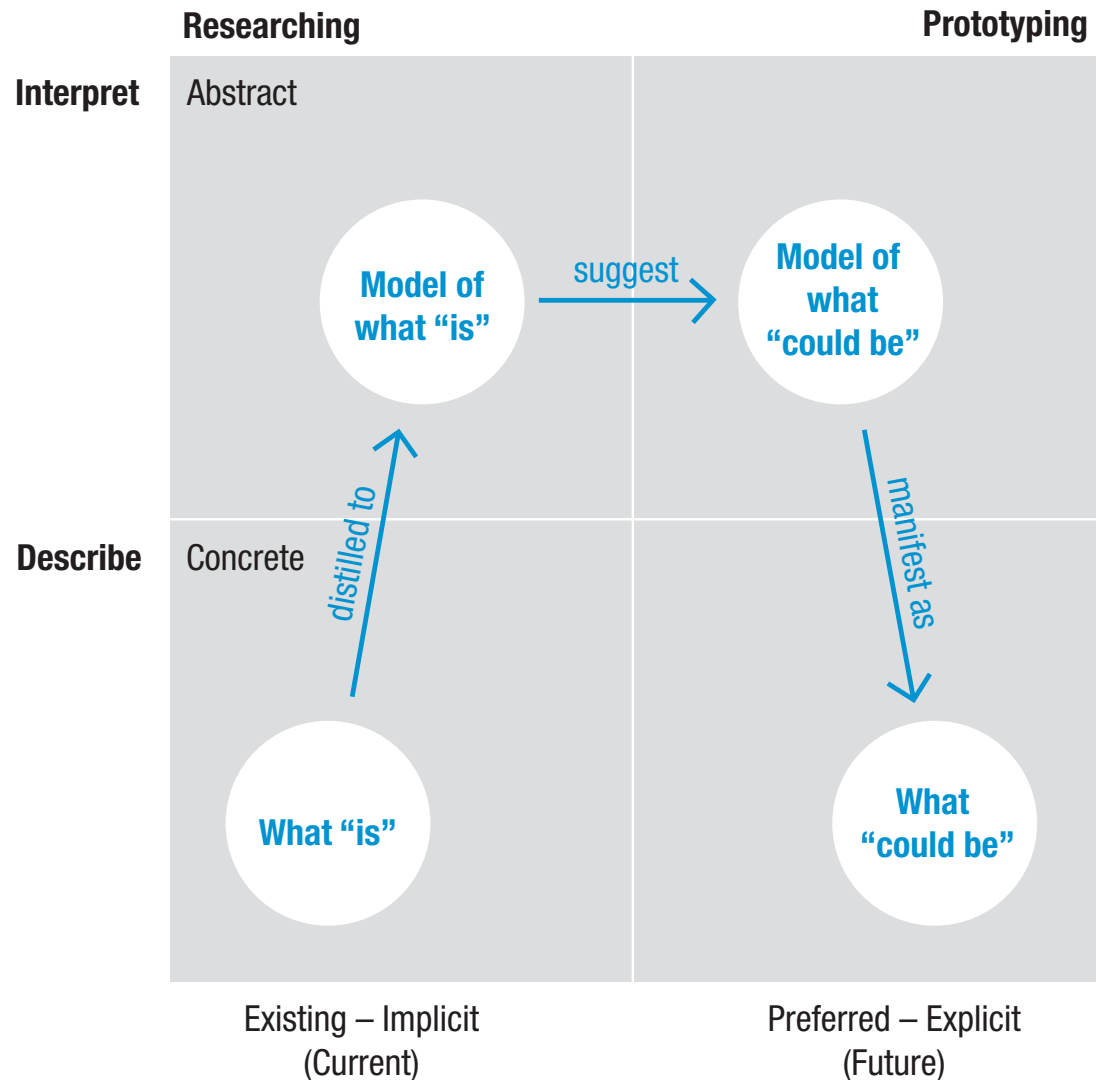 Researching
Prototyping
Interpret
Abstract
Model of
what “is”
suggest
Model of
what
“could be”
distilled to
manifest as
Describe
Concrete
What “is”
What
“could be”
Existing – Implicit
(Current)
Preferred – Explicit
(Future)